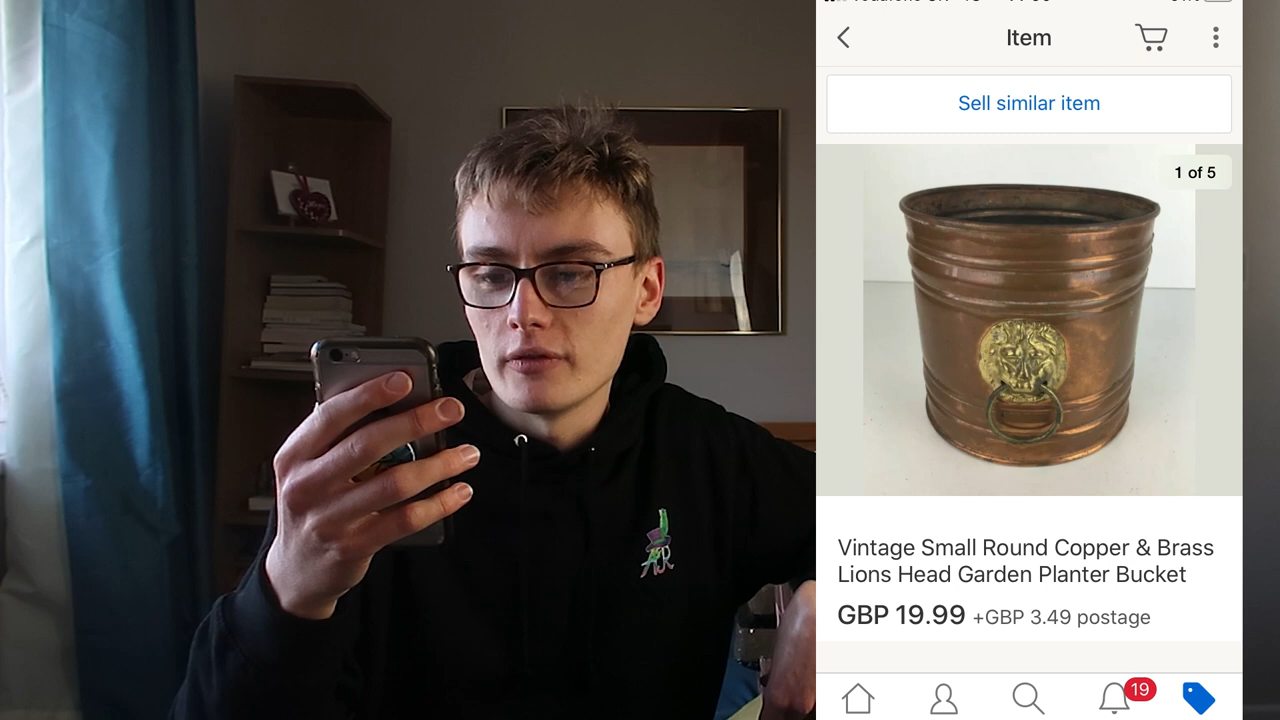 Item
Sell similar item
1 of 5
Vintage Small Round Copper & Brass
Lions Head Garden Planter Bucket
GBP 19.99 +GBP 3.49 postage
19
AR